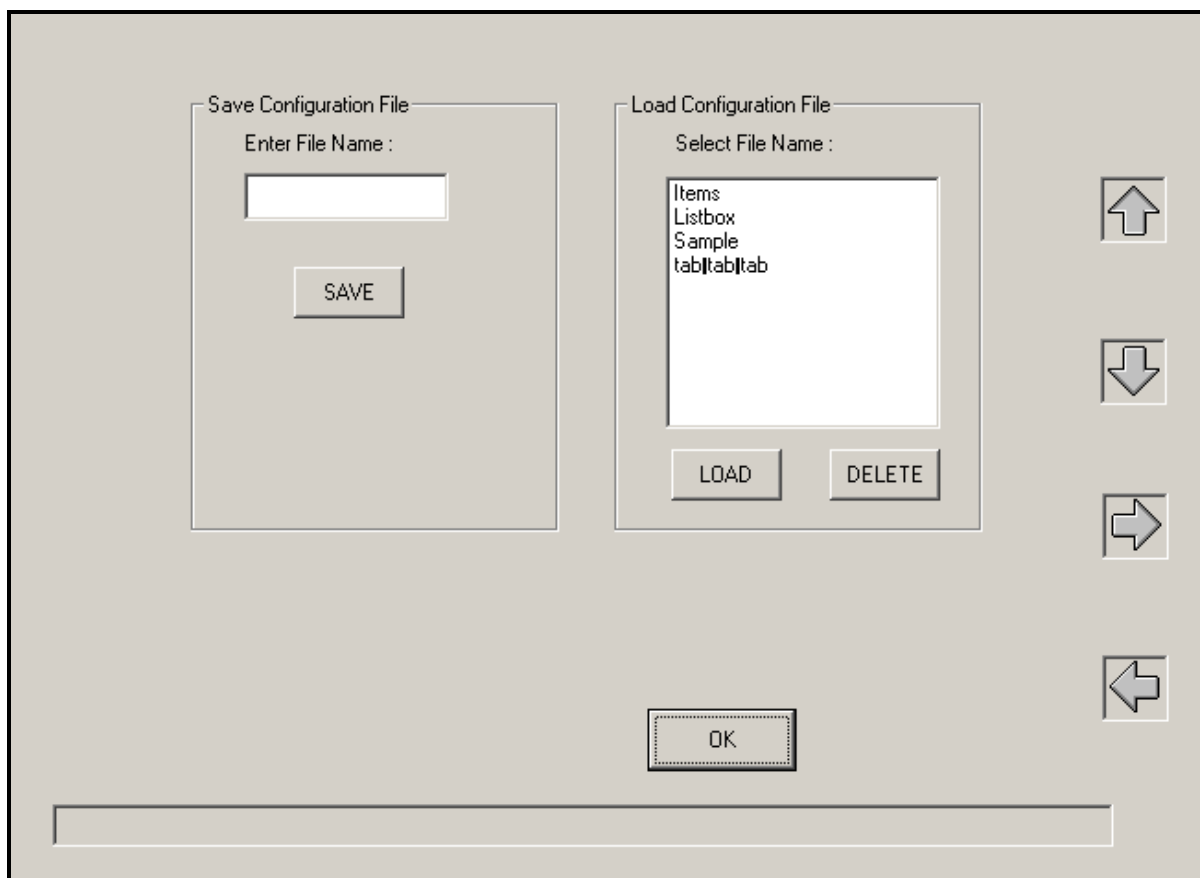 Save Configuration File
Enter File Name :
SAVE
Load Configuration File
Select File Name :
Items
Listbox
Sample
tab|tab|tab
LOAD
DELETE
OK